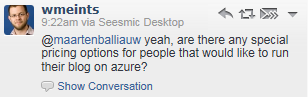 wmeints
9:22am via Seesmic Desktop
@maartenballiauw yeah, are there any special
pricing options for people that would like to run
their blog on azure?
Show Conversation